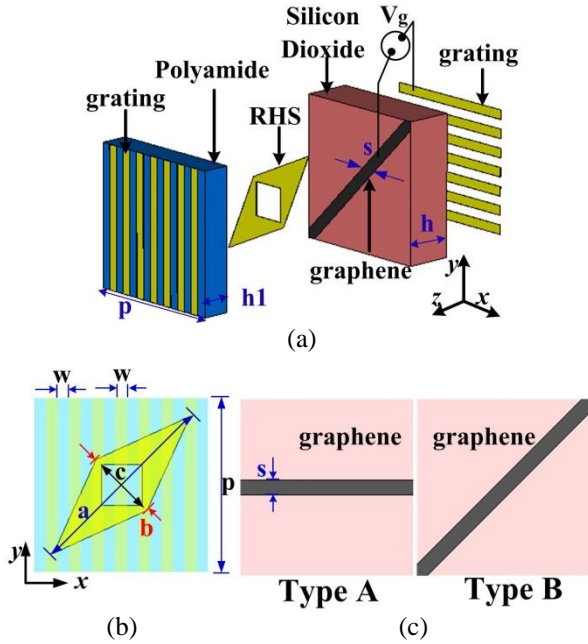 Silicon
Dioxide
Vg
grating
Polyamide
grating
RHS
s
graphene
h
h1
p
y
z
x
(a)
w
w
c
a
b
y
x
p
graphene
s
Type A
graphene
Type B
(b)
(c)